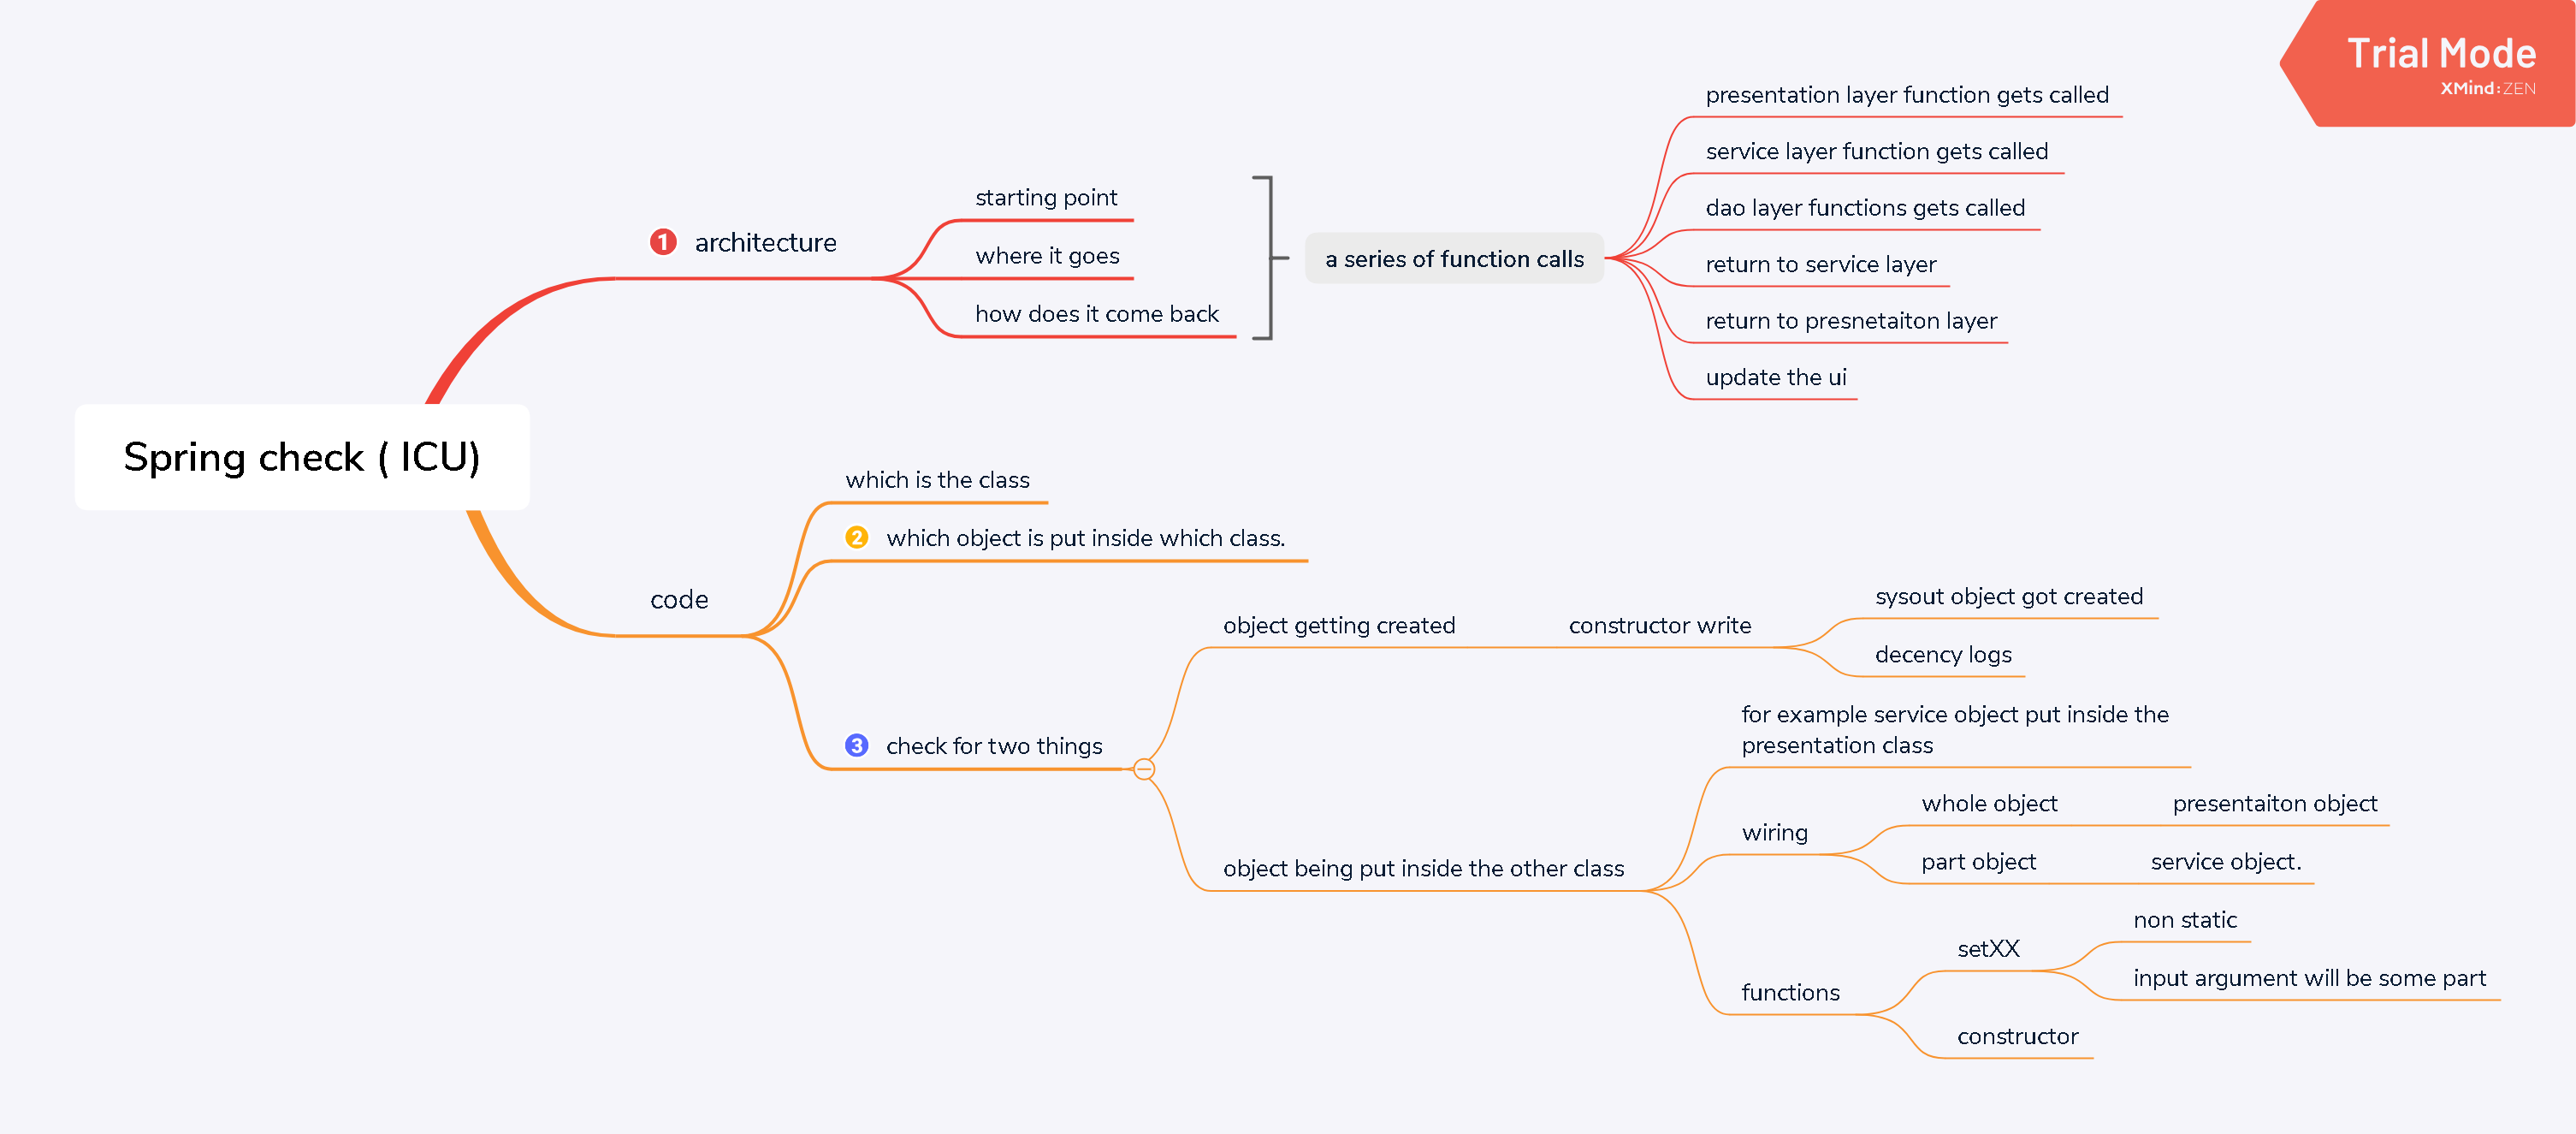 Trial Mode
XMind:ZEN
Spring check ( ICU)
1 architecture
starting point
where it goes
how does it come back
a series of function calls
presentation layer function gets called
service layer function gets called
dao layer functions gets called
return to service layer
return to presnetaiton layer
update the ui
code
which is the class
2 which object is put inside which class.
3 check for two things
object getting created
constructor write
sysout object got created
decency logs
object being put inside the other class
for example service object put inside the
presentation class
wiring
whole object
presentaiton object
part object
service object.
functions
setXX
non static
input argument will be some part
constructor